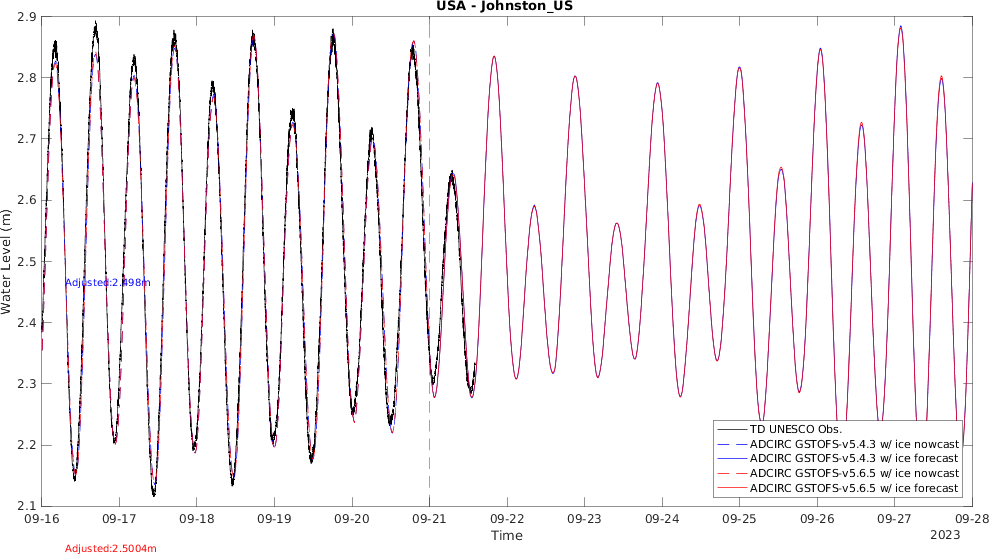 USA - Johnston_US
2.9
2.8
2.7
2.6
2.5
2.4
2.3
2.2
2.1
Water Level (m)
Adjusted:2.498m
TD UNESCO Obs.
ADCIRC GSTOFS-v5.4.3 w/ ice nowcast
ADCIRC GSTOFS-v5.4.3 w/ ice forecast
ADCIRC GSTOFS-v5.6.5 w/ ice nowcast
ADCIRC GSTOFS-v5.6.5 w/ ice forecast
09-16 09-17 09-18 09-19 09-20 09-21 09-22 09-23 09-24 09-25 09-26 09-27 09-28
Time
2023
Adjusted:2.5004m